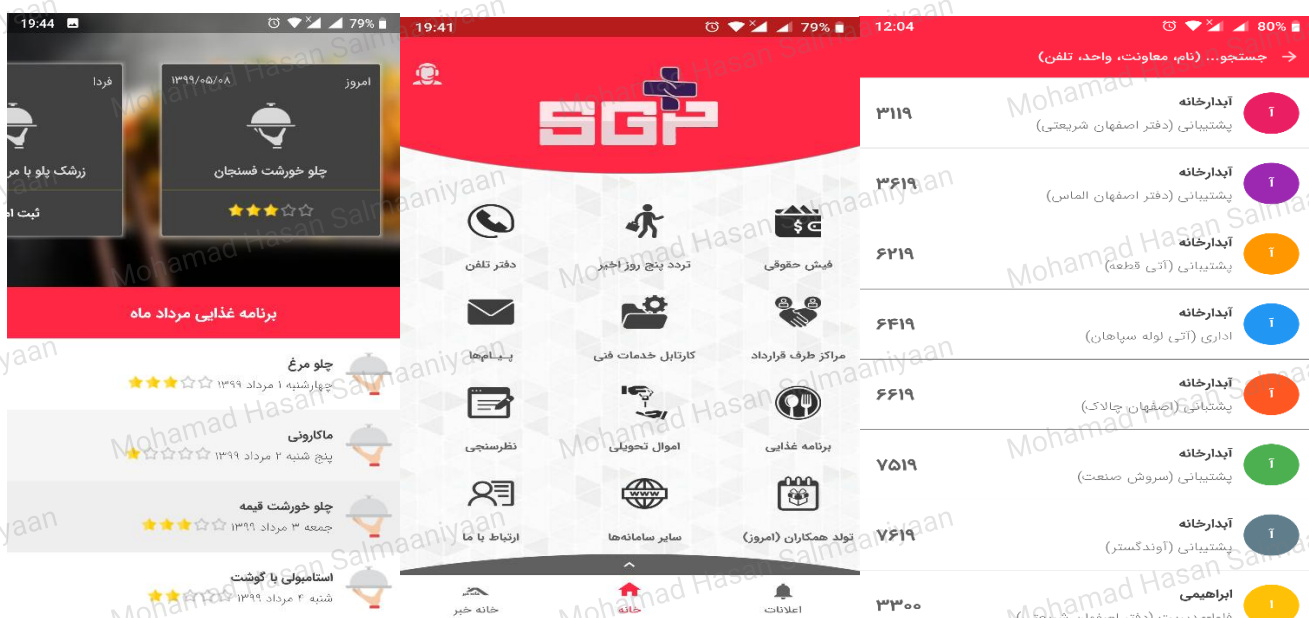 19:44
79%
فردا
امروز
۱۳۹۹/۰۵/۰۸
زرشک پلو با مر
چلو خورشت فسنجان
ثبت
برنامه غذایی مرداد ماه
چلو مرغ
چهارشنبه ۱ مرداد ۱۳۹۹
ماکارونی
پنج شنبه ۲ مرداد ۱۳۹۹
چلو خورشت قیمه
جمعه ۳ مرداد ۱۳۹۹
استامبولی با گوشت
شنبه ۴ مرداد ۱۳۹۹
19:41
79%
SGP
فیش حقوقی
تردد پنج روز اخیر
دفتر تلفن
مراکز طرف قرارداد
کارتابل خدمات فنی
پیـام‌ها
برنامه غذایی
اموال تحویلی
نظرسنجی
تولد همکاران (امروز)
سایر سامانه‌ها
WWW
ارتباط با ما
اعلانات
خانه
خانه خبر
12:04
80%
جستجو... (نام، معاونت، واحد، تلفن)
آ
آبدارخانه
پشتیبانی (دفتر اصفهان شریعتی)
۳۱۱۹
آ
آبدارخانه
پشتیبانی (دفتر اصفهان الماس)
۳۶۱۹
آ
آبدارخانه
پشتیبانی (آتی قطعه)
۶۲۱۹
آ
آبدارخانه
اداری (آتی لوله سپاهان)
۶۴۱۹
آ
آبدارخانه
پشتبانی (اصفهان چالاک)
۶۶۱۹
آ
آبدارخانه
پشتیبانی (سروش صنعت)
۷۵۱۹
آ
آبدارخانه
پشتیبانی (آوندگستر)
۷۶۱۹
ا
ابراهیمی
۳۳۰۰
Mohamad Hasan Salmaaniyaan